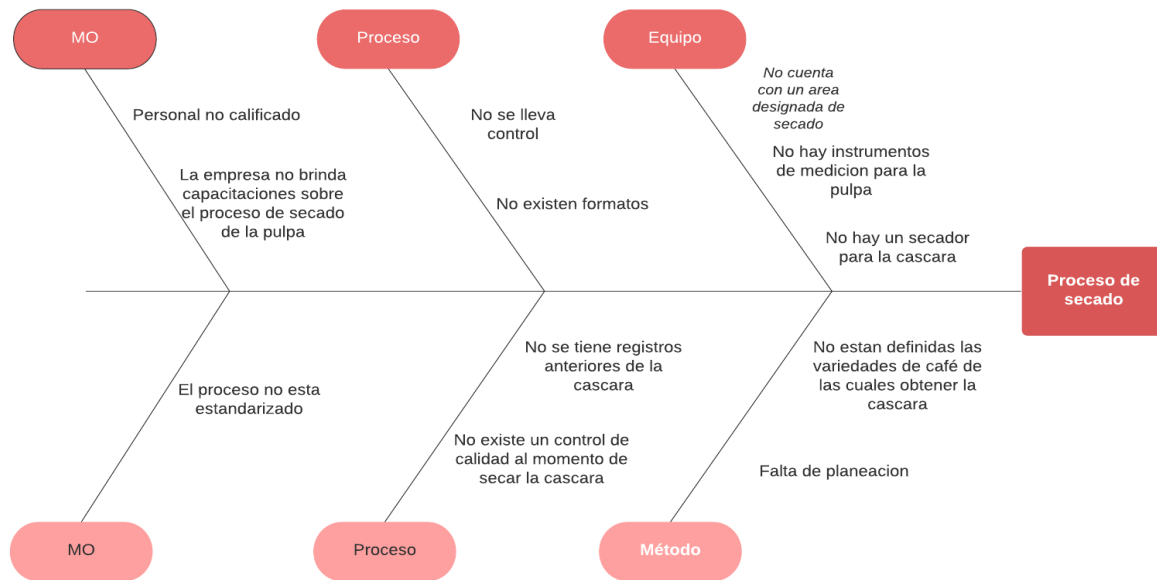 MO
Proceso
Equipo
Personal no calificado
La empresa no brinda
capacitaciones sobre
el proceso de secado
de la pulpa
No se lleva
control
No existen formatos
No cuenta
con un area
designada de
secado
No hay instrumentos
de medicion para la
pulpa
No hay un secador
para la cascara
Proceso de
secado
El proceso no esta
estandarizado
No se tiene registros
anteriores de la
cascara
No existe un control de
calidad al momento de
secar la cascara
No estan definidas las
variedades de café de
las cuales obtener la
cascara
Falta de planeacion
MO
Proceso
Métódo